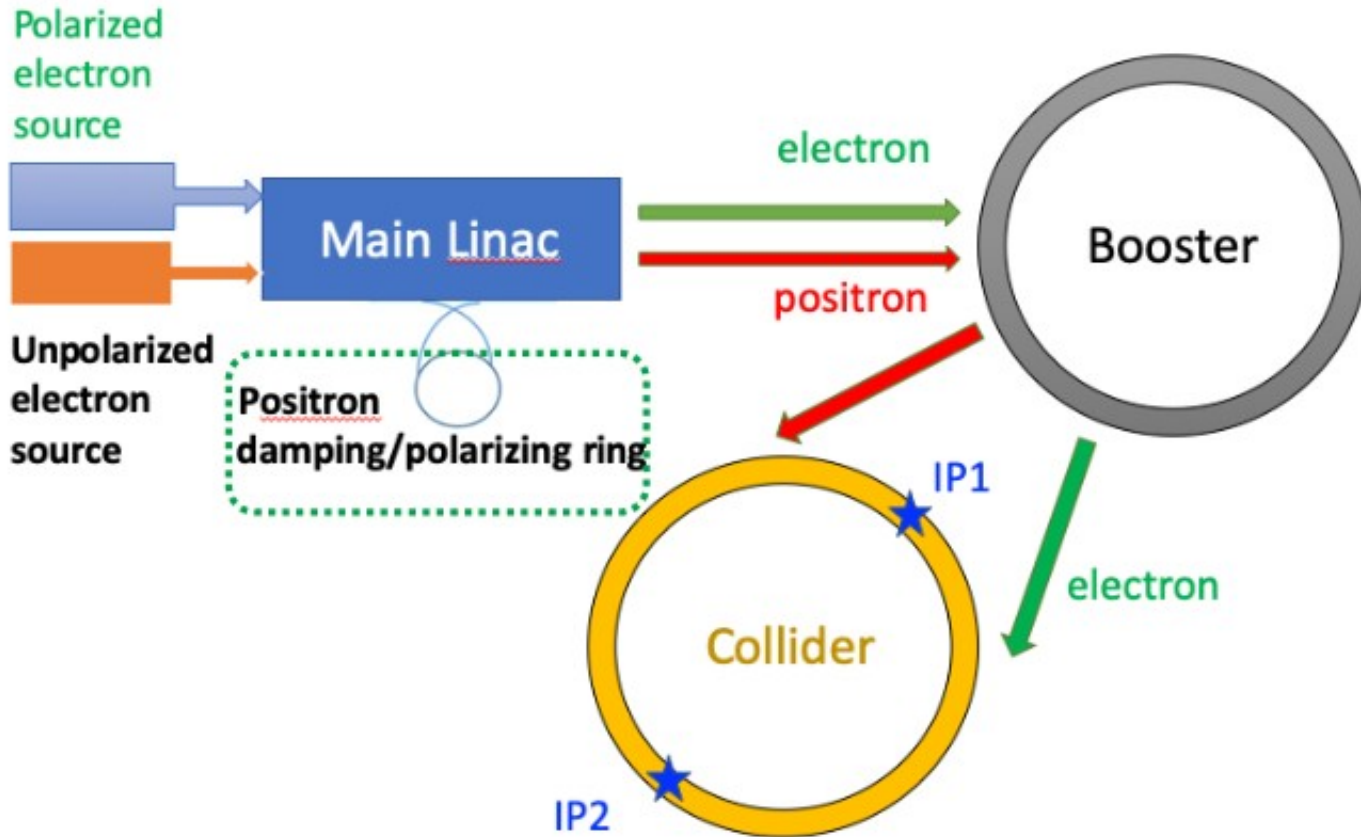 Polarized
electron
source
Main Linac
Unpolarized
electron
source
Positron
damping/polarizing ring
electron
positron
Booster
IP1
electron
Collider
IP2